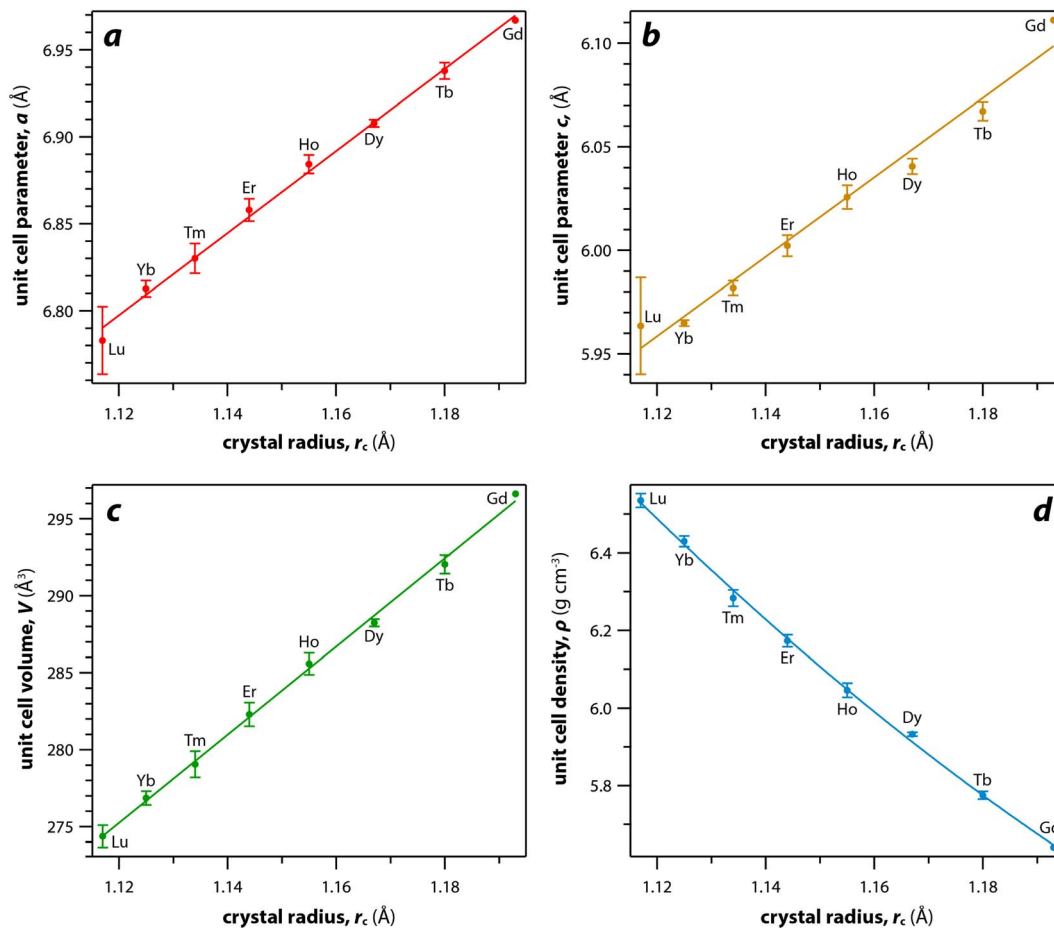 a
Gd
6.95
Tb
6.90
Dy
Ho
Er
6.85
Tm
Yb
6.80
Lu
unit cell parameter, a (Å)
1.12 1.14 1.16 1.18
crystal radius, rc (Å)
b
Gd
6.10
Tb
6.05
Dy
Ho
Er
6.00
Tm
Lu
Yb
5.95
unit cell parameter c, (Å)
1.12 1.14 1.16 1.18
crystal radius, rc (Å)
c
Gd
295
Tb
290
Dy
Ho
285
Er
280
Tm
Yb
275
Lu
unit cell volume, V (Å³)
1.12 1.14 1.16 1.18
crystal radius, rc (Å)
d
Lu
6.4
Yb
Tm
6.2
Er
6.0
Ho
Dy
5.8
Tb
unit cell density, ρ (g cm⁻³)
1.12 1.14 1.16 1.18
crystal radius, rc (Å)